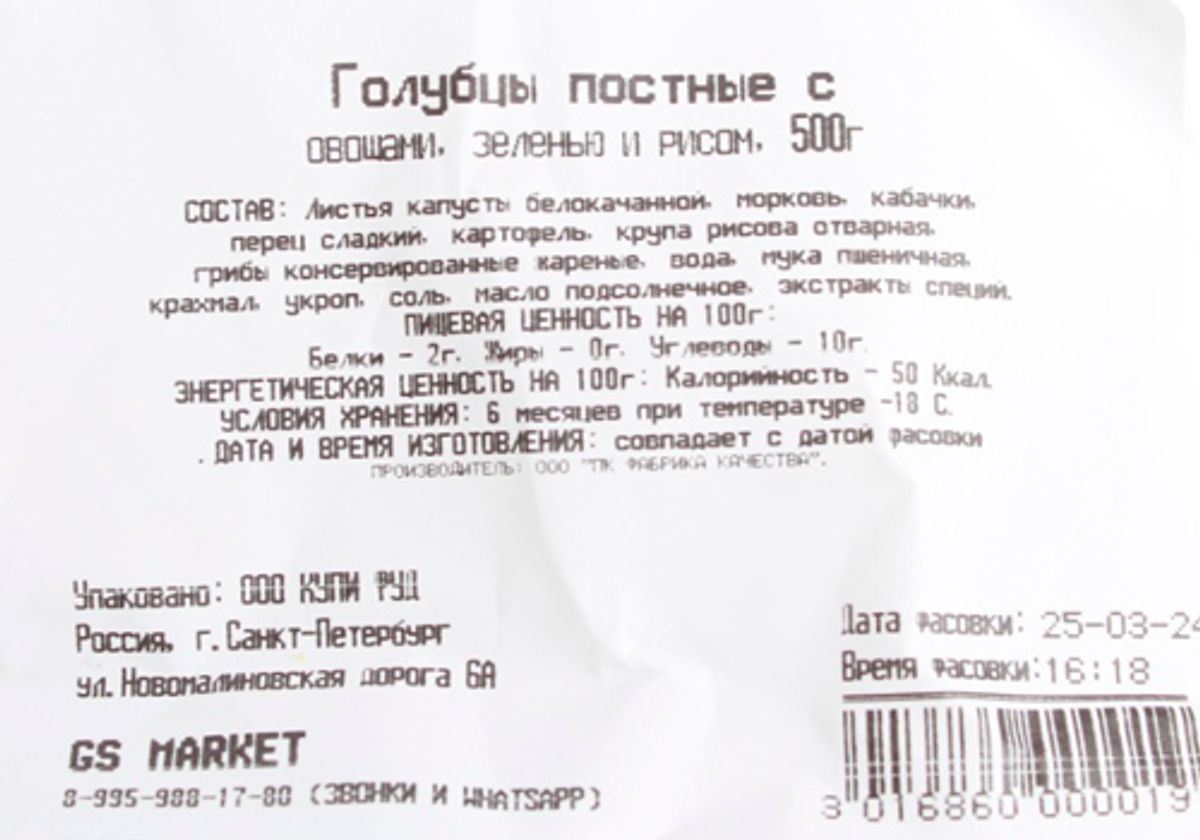 Голубцы постные с
овощами, зеленью и рисом, 500г
СОСТАВ: Листья капусты белокачанной, морковь, кабачки,
перец сладкий, картофель, крупа рисова отварная,
грибы консервированные жареные, вода, мука пшеничная,
крахмал, укроп, соль, масло подсолнечное, экстракты специй.
ПИЩЕВАЯ ЦЕННОСТЬ НА 100г:
Белки - 2г. Жиры - 0г. Углеводы - 10г.
ЭНЕРГЕТИЧЕСКАЯ ЦЕННОСТЬ НА 100г: Калорийность - 50 Ккал.
УСЛОВИЯ ХРАНЕНИЯ: 6 месяцев при температуре -18 С.
. ДАТА И ВРЕМЯ ИЗГОТОВЛЕНИЯ: совпадает с датой фасовки
ПРОИЗВОДИТЕЛЬ: ООО "ПК ФАБРИКА КАЧЕСТВА".
Упаковано: ООО КУПИ ФУД
Россия, г.Санкт-Петербург
ул. Новомалиновская дорога 6А
GS MARKET
8-995-988-17-80 (ЗВОНКИ И WHATSAPP)
Дата фасовки: 25-03-24
Время фасовки:16:18
3 016860 000019